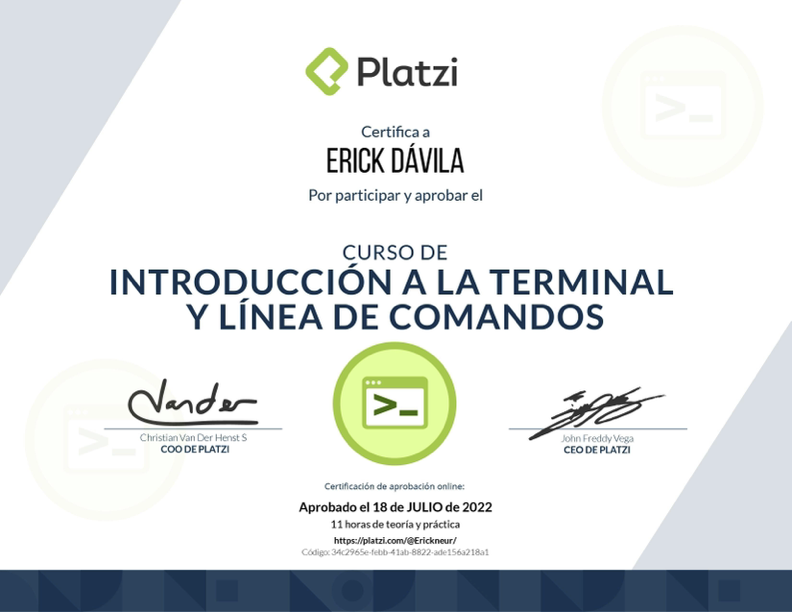 Platzi
Certifica a
ERICK DÁVILA
Por participar y aprobar el
CURSO DE
INTRODUCCIÓN A LA TERMINAL
Y LÍNEA DE COMANDOS
Vander
Christian Van Der Henst S
COO DE PLATZI
John Freddy Vega
CEO DE PLATZI
Certificación de aprobación online:
Aprobado el 18 de JULIO de 2022
11 horas de teoría y práctica
https://platzi.com/@Erickneur/
Código: 34c2965e-febb-41ab-8822-ade156a218a1